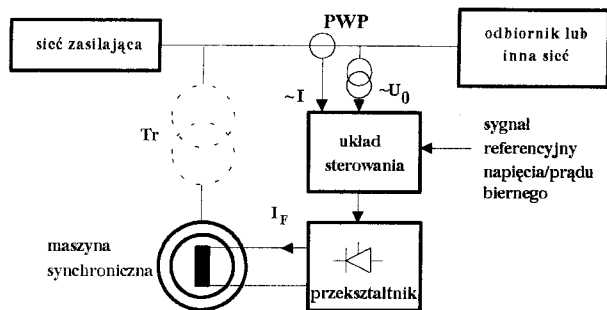 PWP
sieć zasilająca
odbiornik lub
inna sieć
~I
~U0
Tr
układ
sterowania
sygnał
referencyjny
napięcia/prądu
biernego
IF
maszyna
synchroniczna
przekształtnik